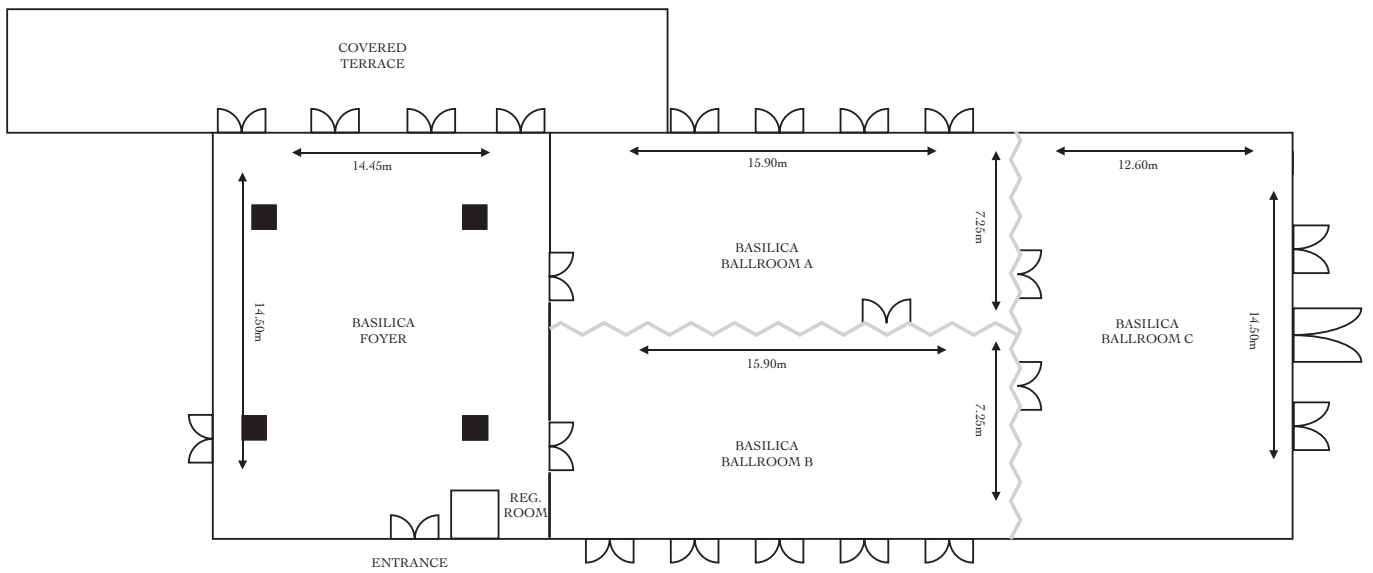 COVERED
TERRACE
14.45m
15.90m
12.60m
7.25m
14.50m
BASILICA
BALLROOM A
BASILICA
FOYER
BASILICA
BALLROOM C
14.50m
15.90m
7.25m
BASILICA
BALLROOM B
REG.
ROOM
ENTRANCE